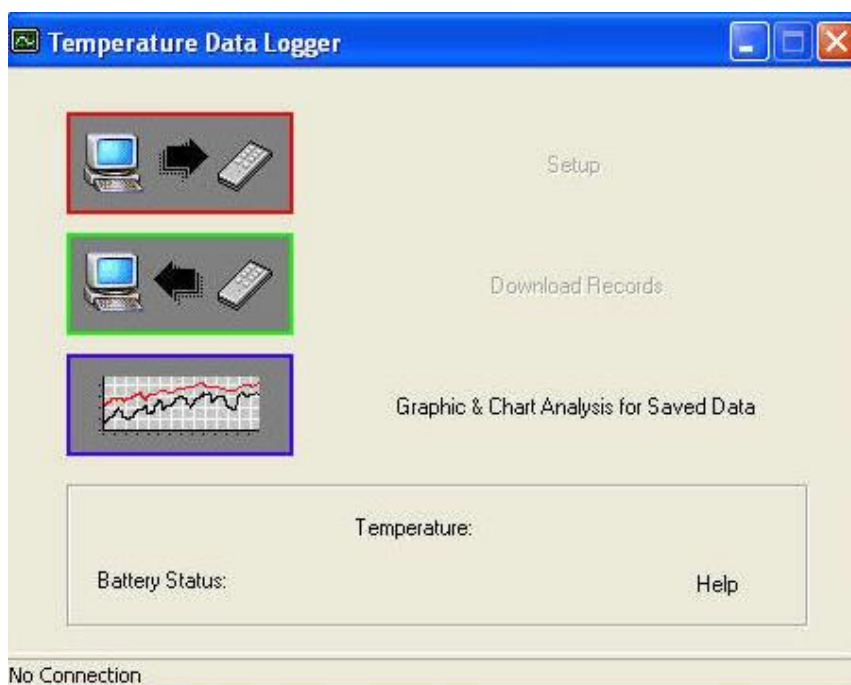 Temperature Data Logger
Setup
Download Records
Graphic & Chart Analysis for Saved Data
Temperature:
Battery Status:
Help
No Connection